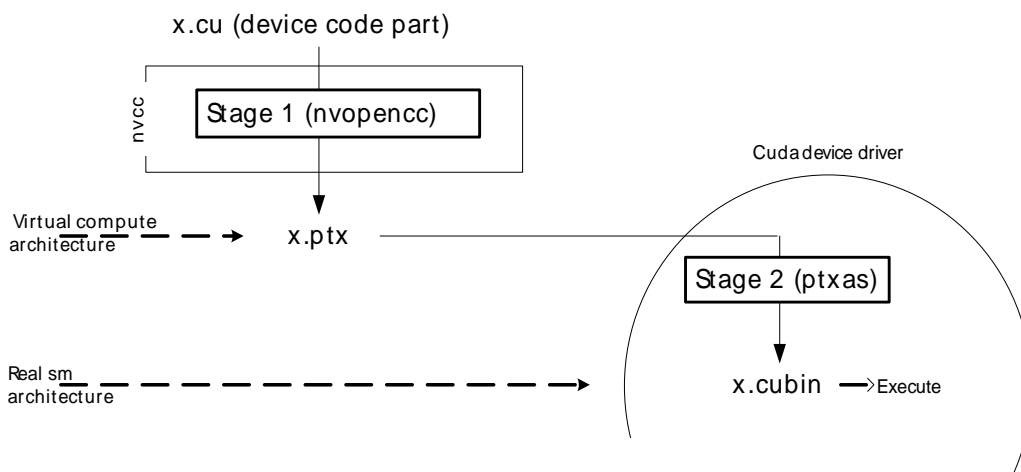 x.cu (device code part)
nvcc
Stage 1 (nvopencc)
Cuda device driver
Virtual compute
architecture
x.ptx
Stage 2 (ptxas)
Real sm
architecture
x.cubin
Execute